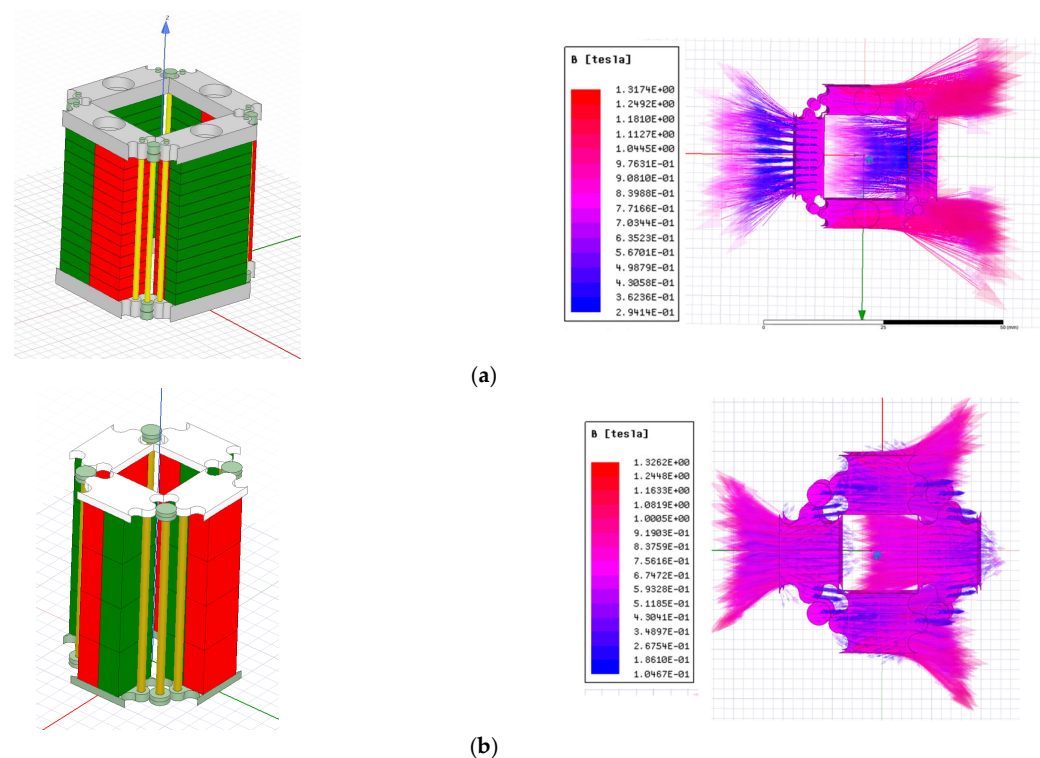 z
B [tesla]
1.3174E+00
1.2492E+00
1.1810E+00
1.1127E+00
1.0445E+00
9.7631E-01
9.0810E-01
8.3988E-01
7.7166E-01
7.0344E-01
6.3523E-01
5.6701E-01
4.9879E-01
4.3058E-01
3.6236E-01
2.9414E-01
0
25
50 (mm)
(a)
B [tesla]
1.3262E+00
1.2448E+00
1.1633E+00
1.0819E+00
1.0005E+00
9.1903E-01
8.3759E-01
7.5616E-01
6.7472E-01
5.9328E-01
5.1185E-01
4.3041E-01
3.4897E-01
2.6754E-01
1.8610E-01
1.0467E-01
(b)